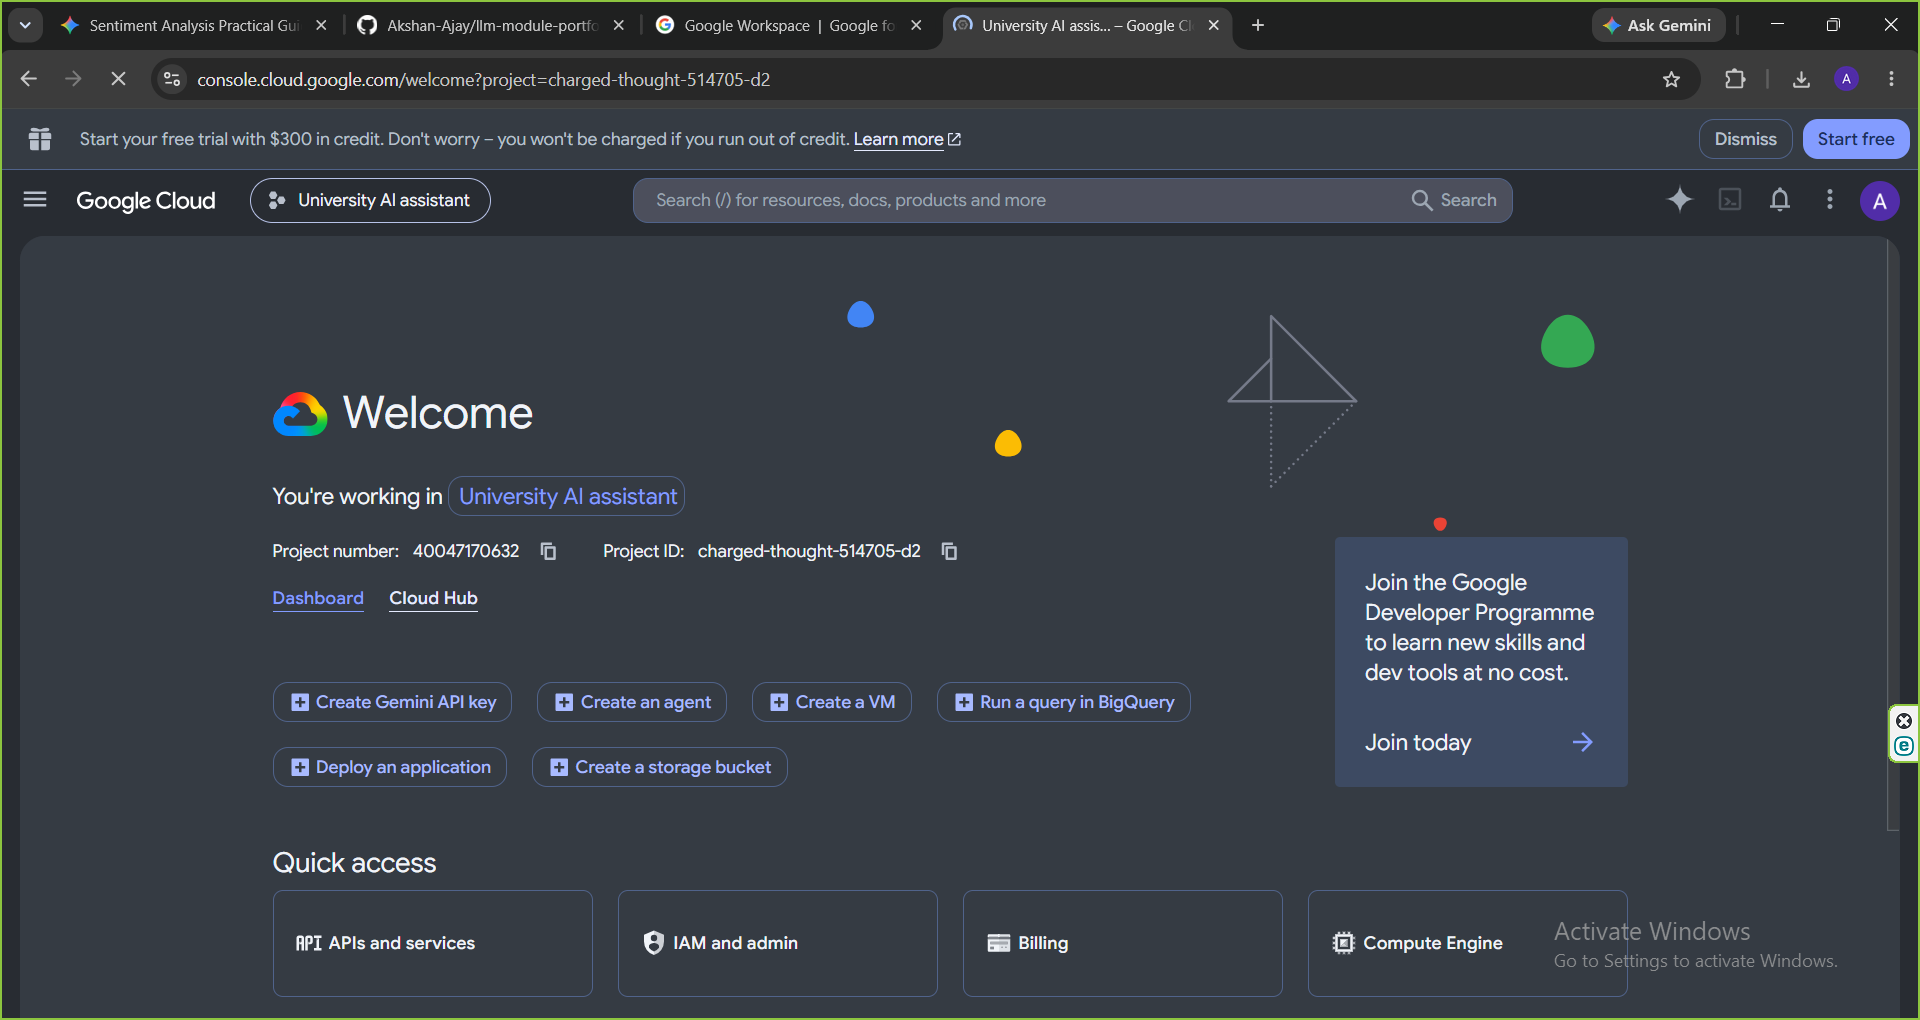 Sentiment Analysis Practical Gui
Akshan-Ajay/llm-module-portfo
Google Workspace | Google fo
University AI assis... – Google Cl
Ask Gemini
console.cloud.google.com/welcome?project=charged-thought-514705-d2
A
Start your free trial with $300 in credit. Don't worry – you won't be charged if you run out of credit. Learn more
Dismiss
Start free
Google Cloud
University AI assistant
Search (/) for resources, docs, products and more
Search
A
Welcome
You're working in University AI assistant
Project number: 40047170632
Project ID: charged-thought-514705-d2
Dashboard
Cloud Hub
Join the Google
Developer Programme
to learn new skills and
dev tools at no cost.
Join today
Create Gemini API key
Create an agent
Create a VM
Run a query in BigQuery
Deploy an application
Create a storage bucket
Quick access
API APIs and services
IAM and admin
Billing
Compute Engine
Activate Windows
Go to Settings to activate Windows.